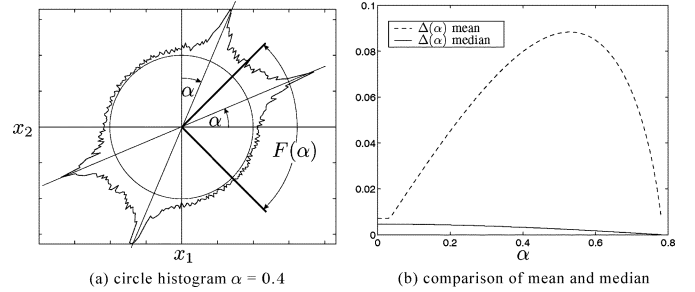 x₂
α
α
F(α)
x₁
(a) circle histogram α = 0.4
0.1
0.08
0.06
0.04
0.02
0
Δ(α) mean
Δ(α) median
0 0.2 0.4 0.6 0.8
α
(b) comparison of mean and median